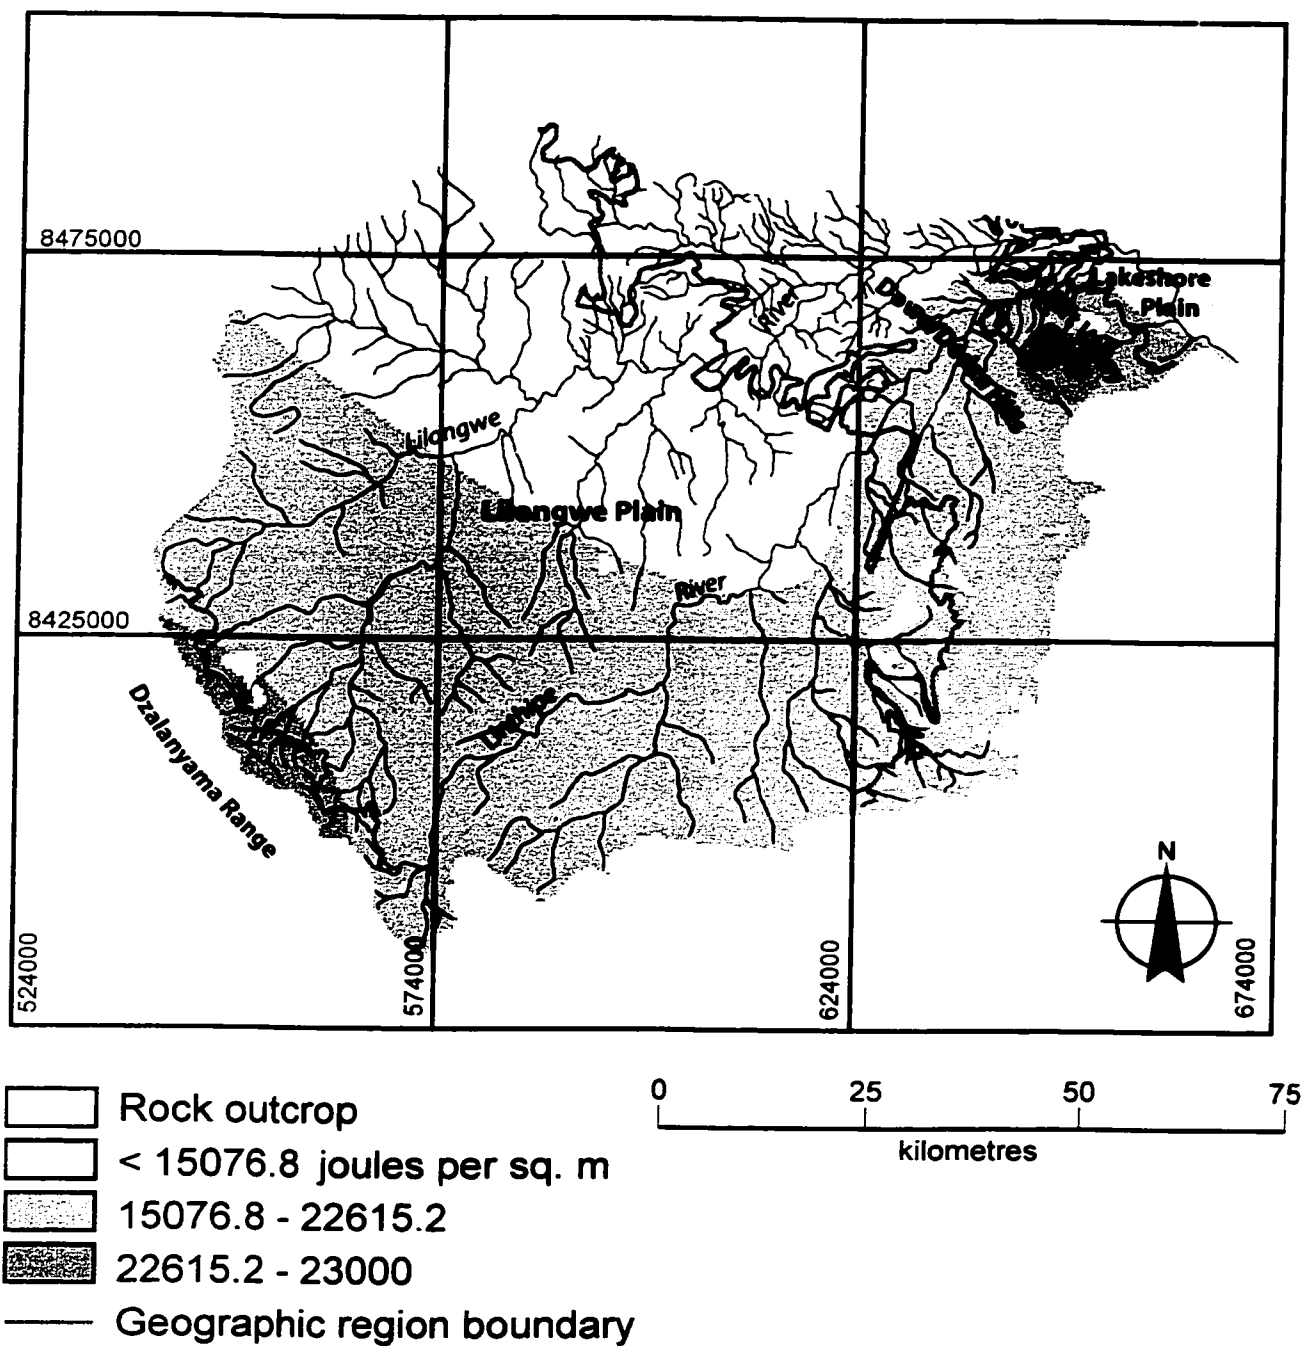 8475000
Lakeshore
Plain
River
Lilongwe
Lilongwe Plain
River
8425000
Dzalanyama Range
524000
574000
624000
674000
N
Rock outcrop
< 15076.8 joules per sq. m
15076.8 - 22615.2
22615.2 - 23000
Geographic region boundary
0 25 50 75
kilometres